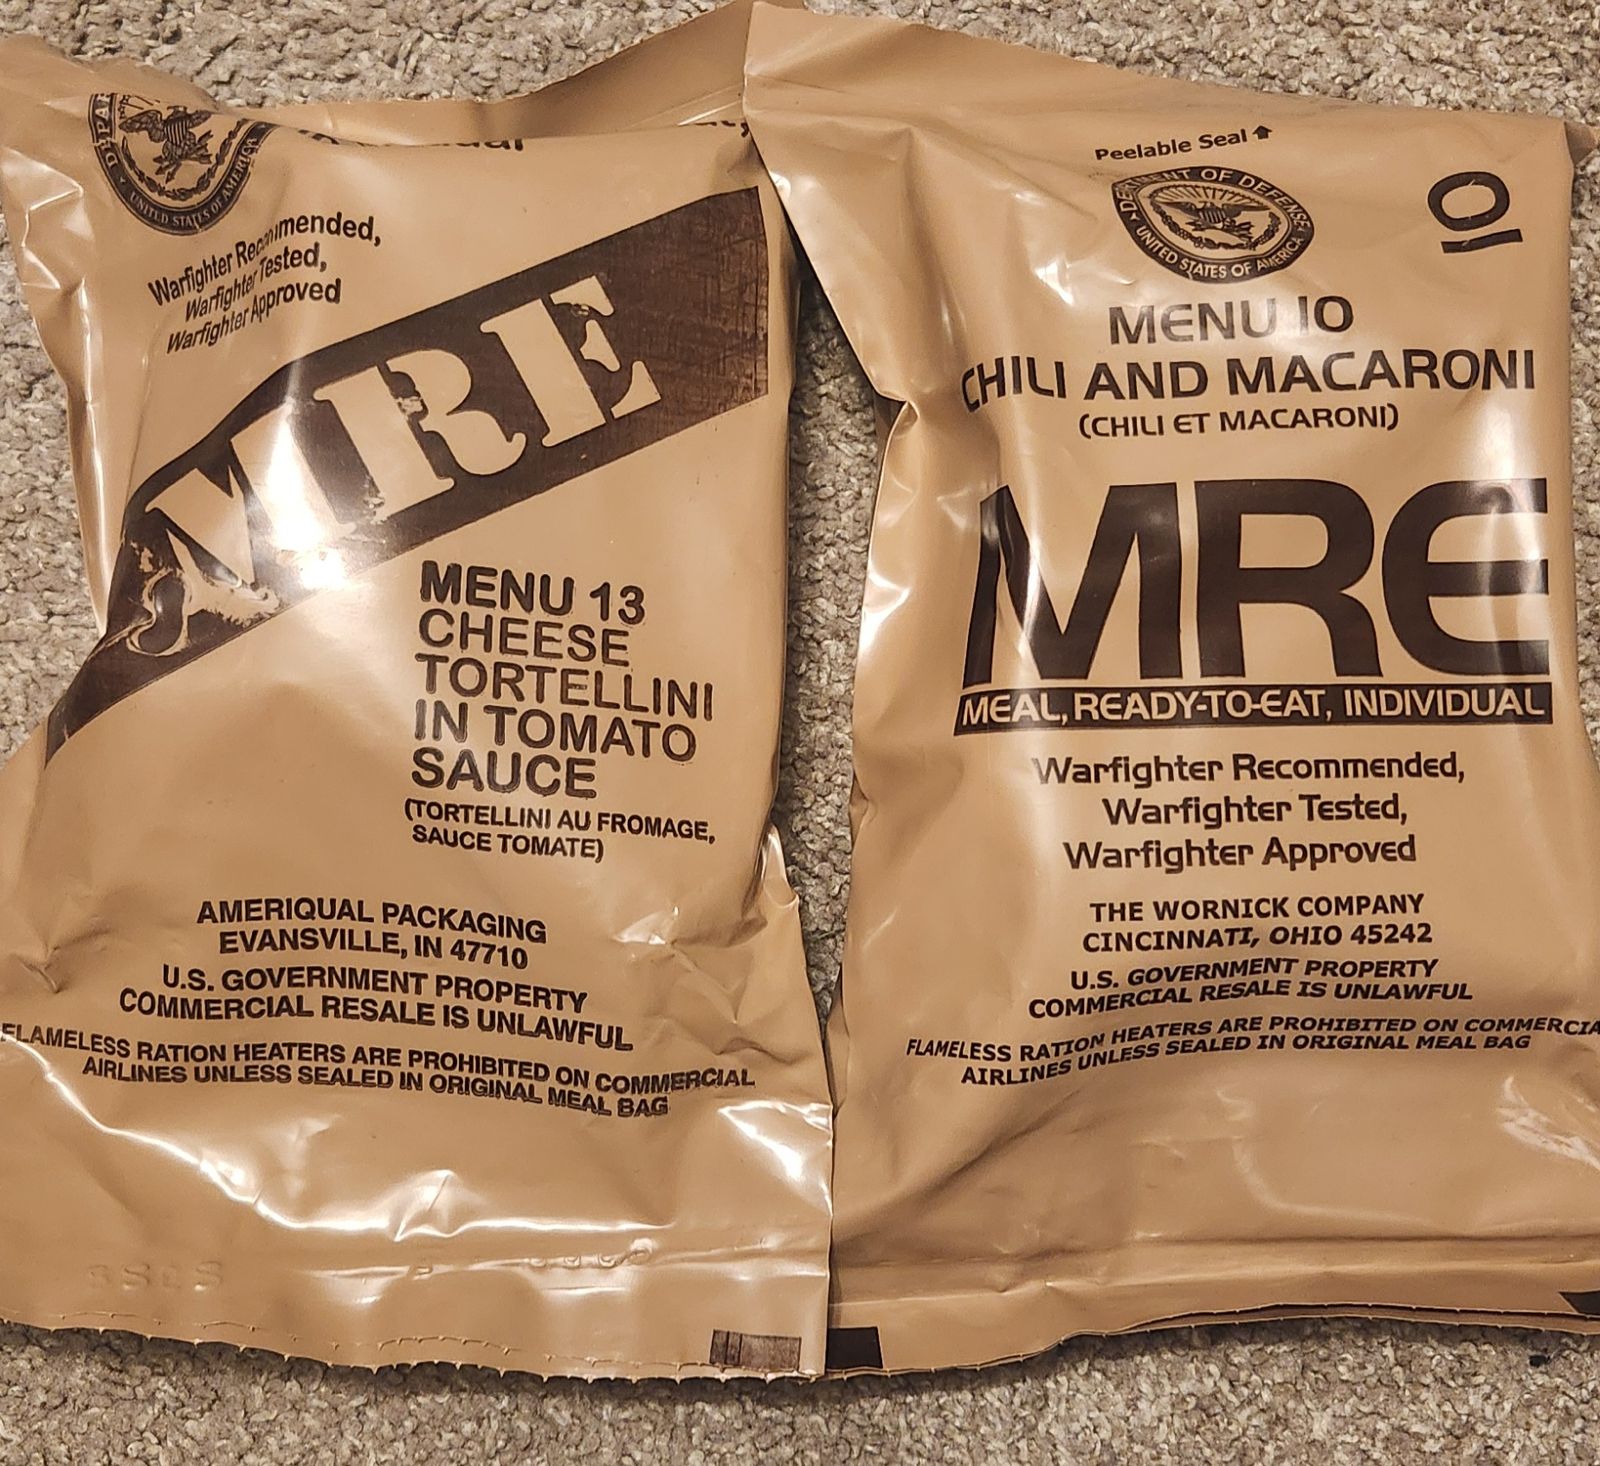 DEPAR
UNITED STATES OF AMERICA
Warfighter Recommended,
Warfighter Tested,
Warfighter Approved
MRE
MENU 13
CHEESE
TORTELLINI
IN TOMATO
SAUCE
(TORTELLINI AU FROMAGE,
SAUCE TOMATE)
AMERIQUAL PACKAGING
EVANSVILLE, IN 47710
U.S. GOVERNMENT PROPERTY
COMMERCIAL RESALE IS UNLAWFUL
FLAMELESS RATION HEATERS ARE PROHIBITED ON COMMERCIAL
AIRLINES UNLESS SEALED IN ORIGINAL MEAL BAG
Peelable Seal
10
DEPARTMENT OF DEFENSE
UNITED STATES OF AMERICA
MENU 10
CHILI AND MACARONI
(CHILI ET MACARONI)
MRE
MEAL, READY-TO-EAT, INDIVIDUAL
Warfighter Recommended,
Warfighter Tested,
Warfighter Approved
THE WORNICK COMPANY
CINCINNATI, OHIO 45242
U.S. GOVERNMENT PROPERTY
COMMERCIAL RESALE IS UNLAWFUL
FLAMELESS RATION HEATERS ARE PROHIBITED ON COMMERCIA
AIRLINES UNLESS SEALED IN ORIGINAL MEAL BAG